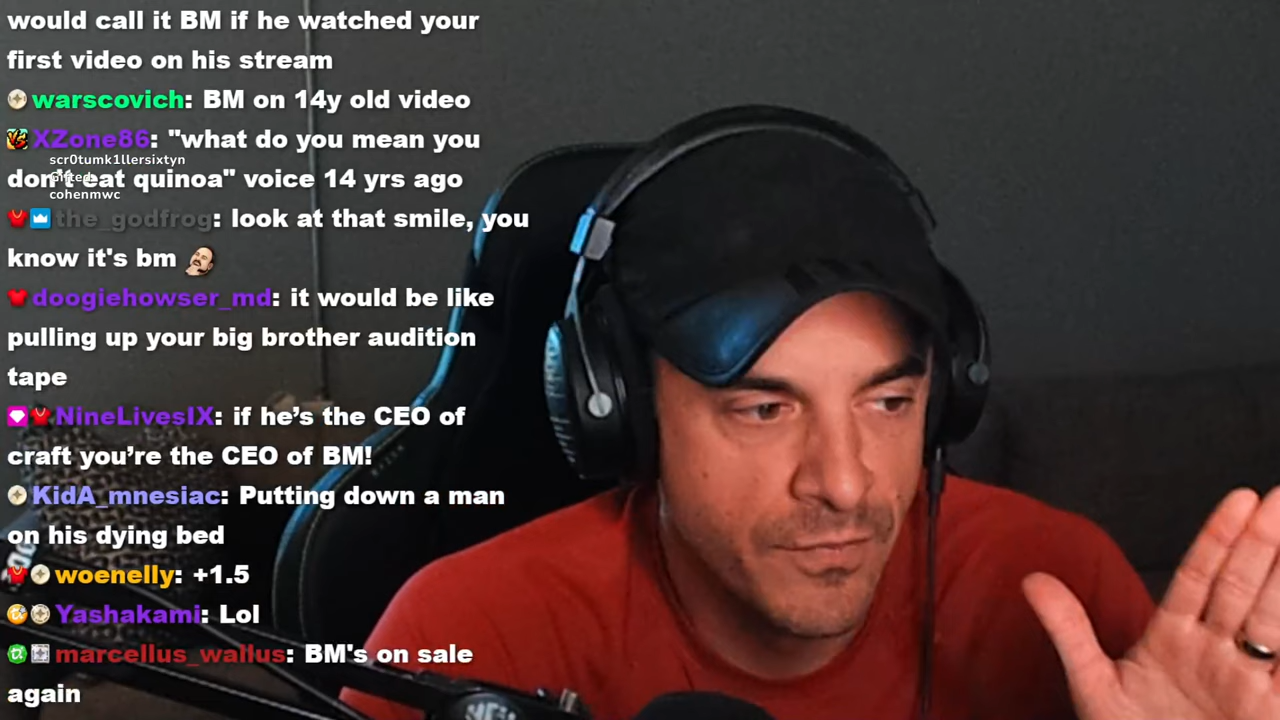 would call it BM if he watched your
first video on his stream
warscovich: BM on 14y old video
XZone86: "what do you mean you
scr0tumk1llersixtyn
don't eat quinoa" voice 14 yrs ago
Gifted
cohenmwc
the_godfrog: look at that smile, you
know it's bm
doogiehowser_md: it would be like
pulling up your big brother audition
tape
NineLivesIX: if he’s the CEO of
craft you’re the CEO of BM!
KidA_mnesiac: Putting down a man
on his dying bed
woenelly: +1.5
Yashakami: Lol
marcellus_wallus: BM's on sale
again